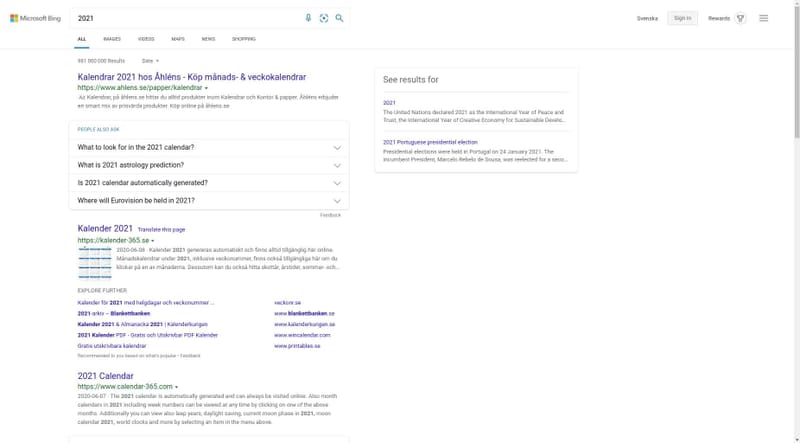 Microsoft Bing
2021
Svenska
Sign in
Rewards
ALL
IMAGES
VIDEOS
MAPS
NEWS
SHOPPING
981 000 000 Results
Date
Kalendrar 2021 hos Åhléns - Köp månads- & veckokalendrar
https://www.ahlens.se/papper/kalendrar
Ad Kalendrar, på åhlens.se hittar du alltid produkter inom Kalendrar och Kontor & papper. Åhléns erbjuder
en smart mix av prisvärda produkter. Köp online på åhlens.se
PEOPLE ALSO ASK
What to look for in the 2021 calendar?
What is 2021 astrology prediction?
Is 2021 calendar automatically generated?
Where will Eurovision be held in 2021?
Feedback
Kalender 2021 Translate this page
https://kalender-365.se
2020-06-08 · Kalender 2021 genereras automatiskt och finns alltid tillgänglig här online.
Månadskalendrar under 2021, inklusive veckonummer, finns också tillgängliga här om du
klickar på en av månaderna. Dessutom kan du också hitta skottår, årstider, sommar- och...
EXPLORE FURTHER
Kalender för 2021 med helgdagar och veckonummer ... veckonr.se
2021-arkiv – Blankettbanken www.blankettbanken.se
Kalender 2021 & Almanacka 2021 | Kalenderkungen www.kalenderkungen.se
2021 Kalender PDF - Gratis och Utskrivbar PDF Kalender www.wincalendar.com
Gratis utskrivbara kalendrar www.printables.se
Recommended to you based on what's popular • Feedback
2021 Calendar
https://www.calendar-365.com
2020-06-07 · The 2021 calendar is automatically generated and can always be visited online. Also month
calendars in 2021 including week numbers can be viewed at any time by clicking on one of the above
months. Additionally you can view also leap years, daylight saving, current moon phase in 2021, moon
calendar 2021, world clocks and more by selecting an item in the menu above.
See results for
2021
The United Nations declared 2021 as the International Year of Peace and
Trust, the International Year of Creative Economy for Sustainable Develo...
2021 Portuguese presidential election
Presidential elections were held in Portugal on 24 January 2021. The
incumbent President, Marcelo Rebelo de Sousa, was reelected for a seco...